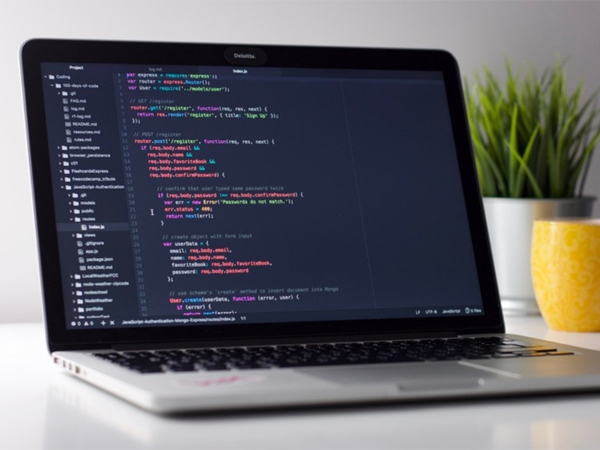 Deloitte.
Project
log.md
index.js
Coding
100-days-of-code
.git
FAQ.md
log.md
r1-log.md
README.md
resources.md
rules.md
atom-packages
browser_persistence
FlashcardsExpress
freecodecamp_tribute
JavaScript-Authentication
.git
models
public
routes
index.js
views
.gitignore
app.js
package.json
README.md
LocalWeatherFCC
node-weather-zipcode
nodeschool
NodeWeather
portfolio
var express = require('express');
var router = express.Router();
var User = require('../models/user');
// GET /register
router.get('/register', function(req, res, next) {
return res.render('register', { title: 'Sign Up' });
});
// POST /register
router.post('/register', function(req, res, next) {
if (req.body.email &&
req.body.name &&
req.body.favoriteBook &&
req.body.password &&
req.body.confirmPassword) {
// confirm that user typed same password twice
if (req.body.password !== req.body.confirmPassword) {
var err = new Error('Passwords do not match.');
err.status = 400;
return next(err);
}
// create object with form input
var userData = {
email: req.body.email,
name: req.body.name,
favoriteBook: req.body.favoriteBook,
password: req.body.password
};
// use schema's 'create' method to insert document into Mongo
User.create(userData, function (error, user) {
if (error) {
return next(error);
0 0 JavaScript-Authentication-Mongo-Express/routes/index.js 1:1
LF UTF-8 JavaScript 0 files